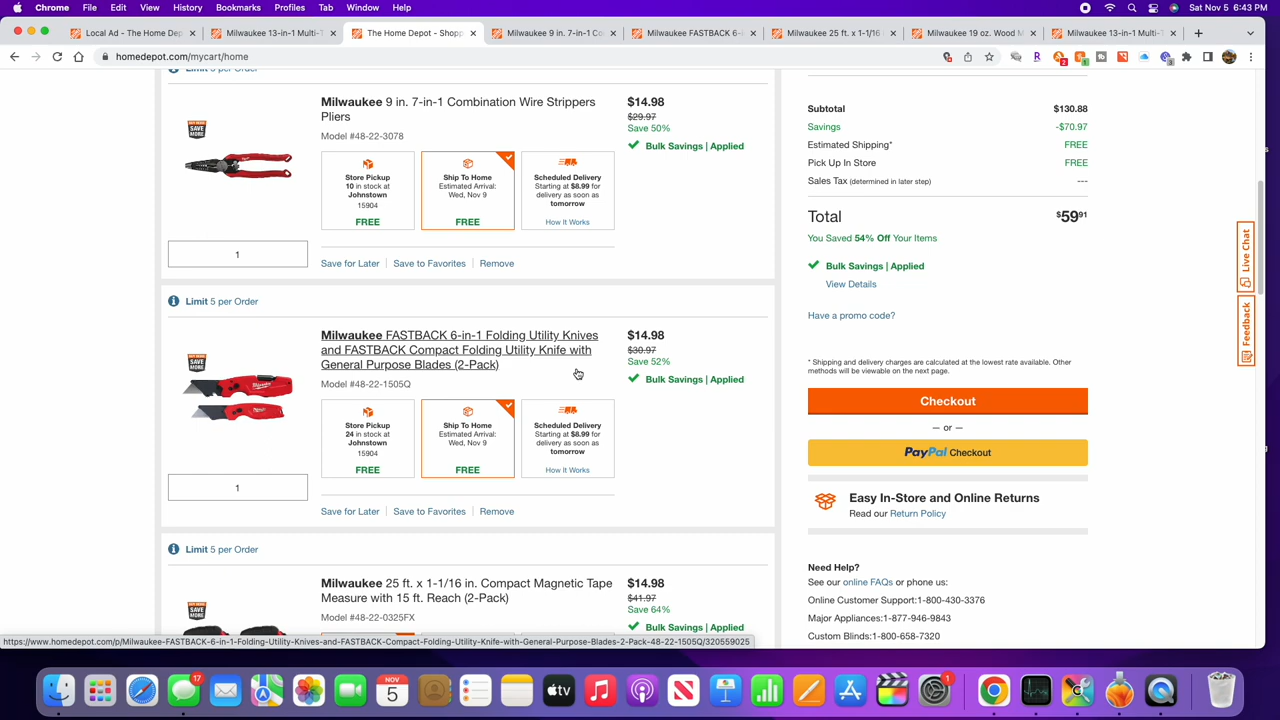 Chrome File Edit View History Bookmarks Profiles Tab Window Help
Sat Nov 5 6:43 PM
Local Ad - The Home Dep
Milwaukee 13-in-1 Multi-T
The Home Depot - Shopp
Milwaukee 9 in. 7-in-1 Co
Milwaukee FASTBACK 6-
Milwaukee 25 ft. x 1-1/16
Milwaukee 19 oz. Wood M
Milwaukee 13-in-1 Multi-T
homedepot.com/mycart/home
Milwaukee 9 in. 7-in-1 Combination Wire Strippers
Pliers
Model #48-22-3078
$14.98
$29.97
Save 50%
Bulk Savings | Applied
BUY MORE
SAVE
MORE
Store Pickup
10 in stock at
Johnstown
15904
FREE
Ship To Home
Estimated Arrival:
Wed, Nov 9
FREE
Scheduled Delivery
Starting at $8.99 for
delivery as soon as
tomorrow
How It Works
1
Save for Later
Save to Favorites
Remove
Limit 5 per Order
Milwaukee FASTBACK 6-in-1 Folding Utility Knives
and FASTBACK Compact Folding Utility Knife with
General Purpose Blades (2-Pack)
Model #48-22-1505Q
$14.98
$30.97
Save 52%
Bulk Savings | Applied
BUY MORE
SAVE
MORE
Store Pickup
24 in stock at
Johnstown
15904
FREE
Ship To Home
Estimated Arrival:
Wed, Nov 9
FREE
Scheduled Delivery
Starting at $8.99 for
delivery as soon as
tomorrow
How It Works
1
Save for Later
Save to Favorites
Remove
Limit 5 per Order
Milwaukee 25 ft. x 1-1/16 in. Compact Magnetic Tape
Measure with 15 ft. Reach (2-Pack)
Model #48-22-0325FX
$14.98
$41.97
Save 64%
Bulk Savings | Applied
BUY MORE
SAVE
MORE
Subtotal $130.88
Savings -$70.97
Estimated Shipping* FREE
Pick Up In Store FREE
Sales Tax (determined in later step) ---
Total $59.91
You Saved 54% Off Your Items
Bulk Savings | Applied
View Details
Have a promo code?
* Shipping and delivery charges are calculated at the lowest rate available. Other
methods will be viewable on the next page.
Checkout
— or —
PayPal Checkout
Easy In-Store and Online Returns
Read our Return Policy
Need Help?
See our online FAQs or phone us:
Online Customer Support:1-800-430-3376
Major Appliances:1-877-946-9843
Custom Blinds:1-800-658-7320
Live Chat
Feedback
https://www.homedepot.com/p/Milwaukee-FASTBACK-6-in-1-Folding-Utility-Knives-and-FASTBACK-Compact-Folding-Utility-Knife-with-General-Purpose-Blades-2-Pack-48-22-1505Q/320559025
17
NOV
5
tv
1